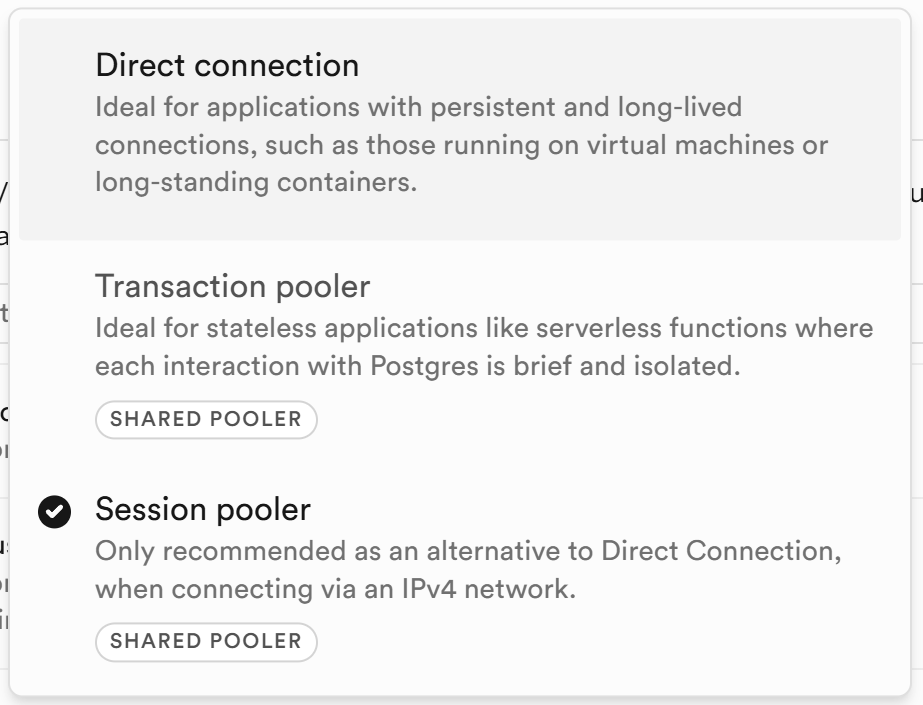 Direct connection
Ideal for applications with persistent and long-lived
connections, such as those running on virtual machines or
long-standing containers.
Transaction pooler
Ideal for stateless applications like serverless functions where
each interaction with Postgres is brief and isolated.
SHARED POOLER
Session pooler
Only recommended as an alternative to Direct Connection,
when connecting via an IPv4 network.
SHARED POOLER